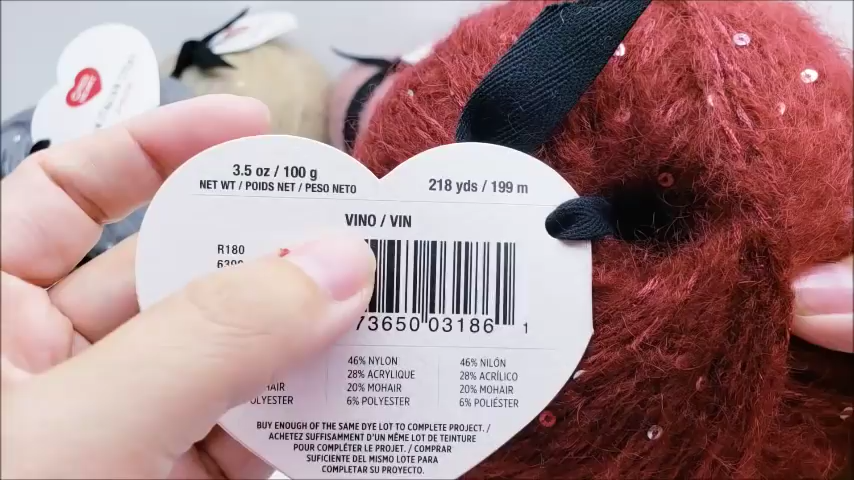 3.5 oz / 100 g
NET WT / POIDS NET / PESO NETO
218 yds / 199 m
VINO / VIN
R180
73650 03186 1
46% NYLON
28% ACRYLIQUE
20% MOHAIR
6% POLYESTER
46% NILÓN
28% ACRÍLICO
20% MOHAIR
6% POLIÉSTER
BUY ENOUGH OF THE SAME DYE LOT TO COMPLETE PROJECT. /
ACHETEZ SUFFISAMMENT D'UN MÊME LOT DE TEINTURE
POUR COMPLÉTER LE PROJET. / COMPRAR
SUFICIENTE DEL MISMO LOTE PARA
COMPLETAR SU PROYECTO.